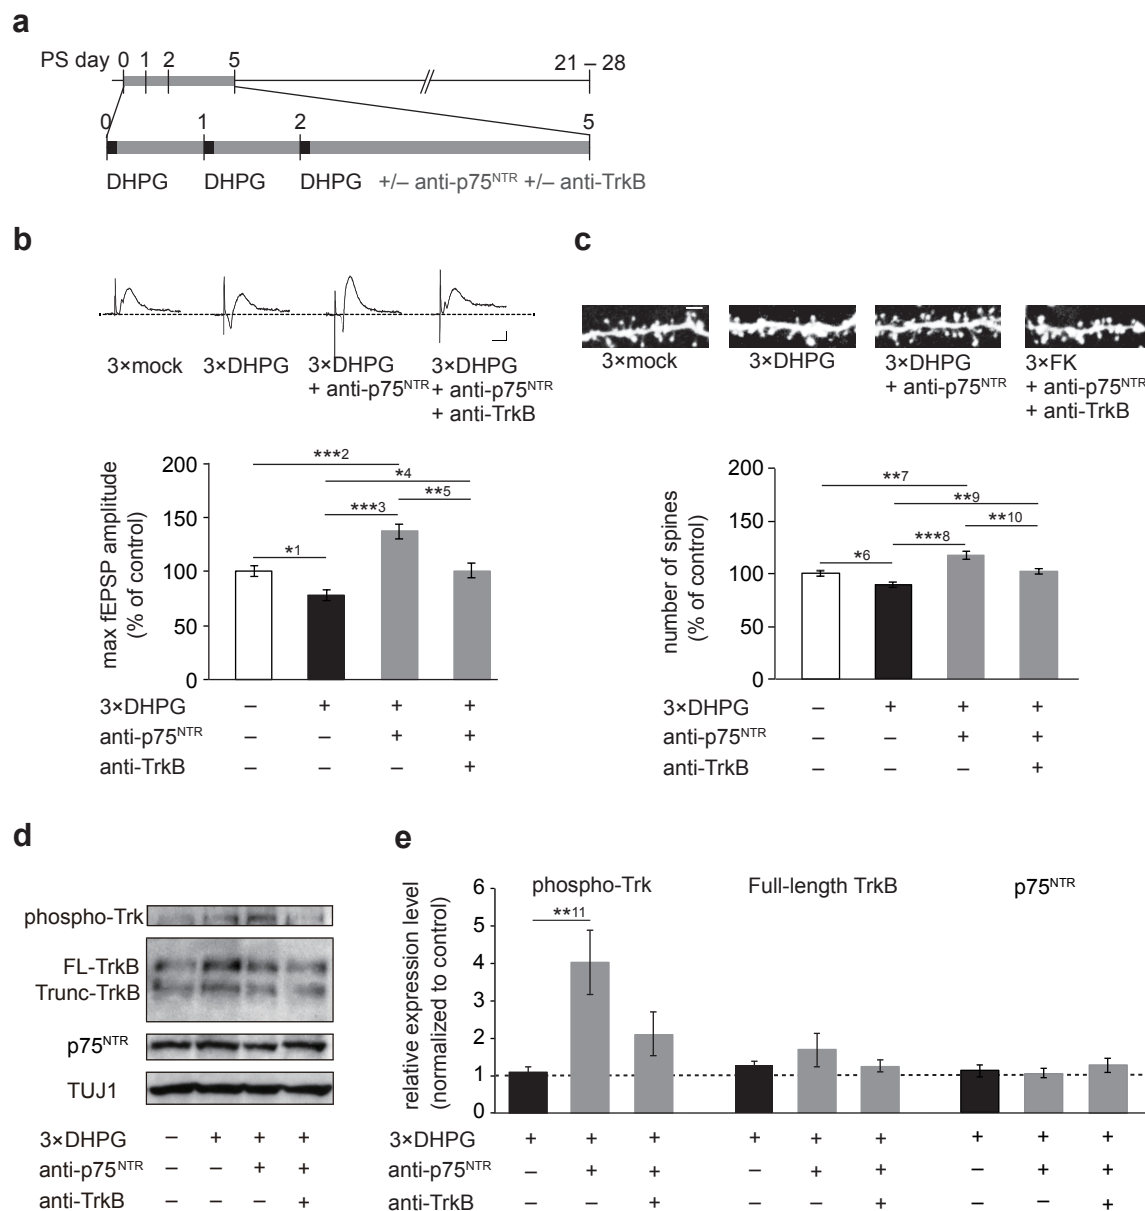 a
PS day 0 1 2 5 21 – 28
0 1 2 5
DHPG DHPG DHPG +/– anti-p75NTR +/– anti-TrkB
b
3×mock 3×DHPG 3×DHPG 3×DHPG
+ anti-p75NTR + anti-p75NTR
+ anti-TrkB
max fEPSP amplitude
(% of control)
200
150
100
50
0
***2
*4
**5
***3
*1
3×DHPG – + + +
anti-p75NTR – – + +
anti-TrkB – – – +
c
3×mock 3×DHPG 3×DHPG 3×FK
+ anti-p75NTR + anti-p75NTR
+ anti-TrkB
number of spines
(% of control)
200
150
100
50
0
**7
**9
**10
***8
*6
3×DHPG – + + +
anti-p75NTR – – + +
anti-TrkB – – – +
d
phospho-Trk
FL-TrkB
Trunc-TrkB
p75NTR
TUJ1
3×DHPG – + + +
anti-p75NTR – – + +
anti-TrkB – – – +
e
relative expression level
(normalized to control)
6
5
4
3
2
1
0
phospho-Trk Full-length TrkB p75NTR
**11
3×DHPG + + + + + + + + +
anti-p75NTR – + + – + + – + +
anti-TrkB – – + – – + – – +